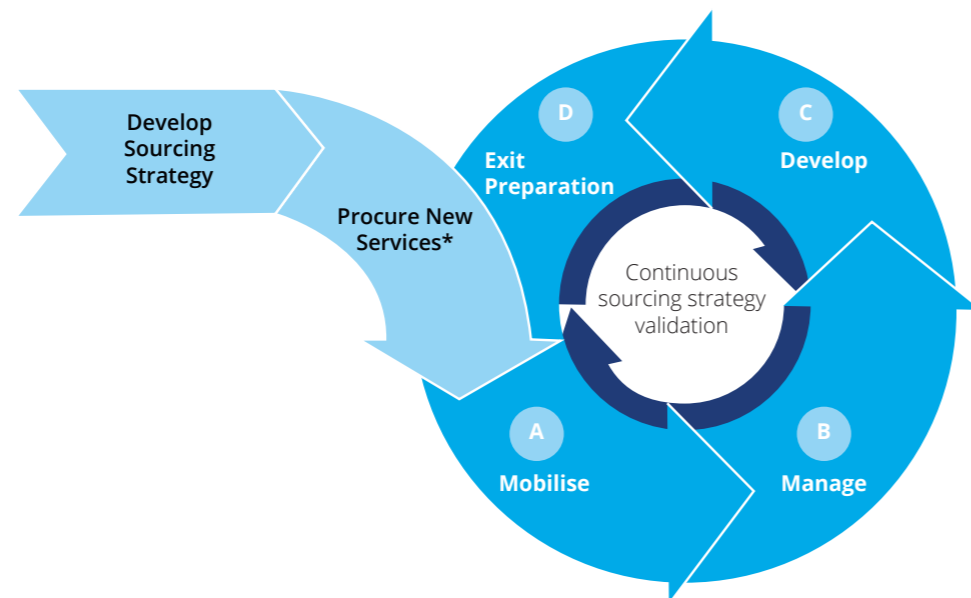 Develop
Sourcing
Strategy
Procure New
Services*
D
Exit
Preparation
C
Develop
Continuous
sourcing strategy
validation
A
Mobilise
B
Manage